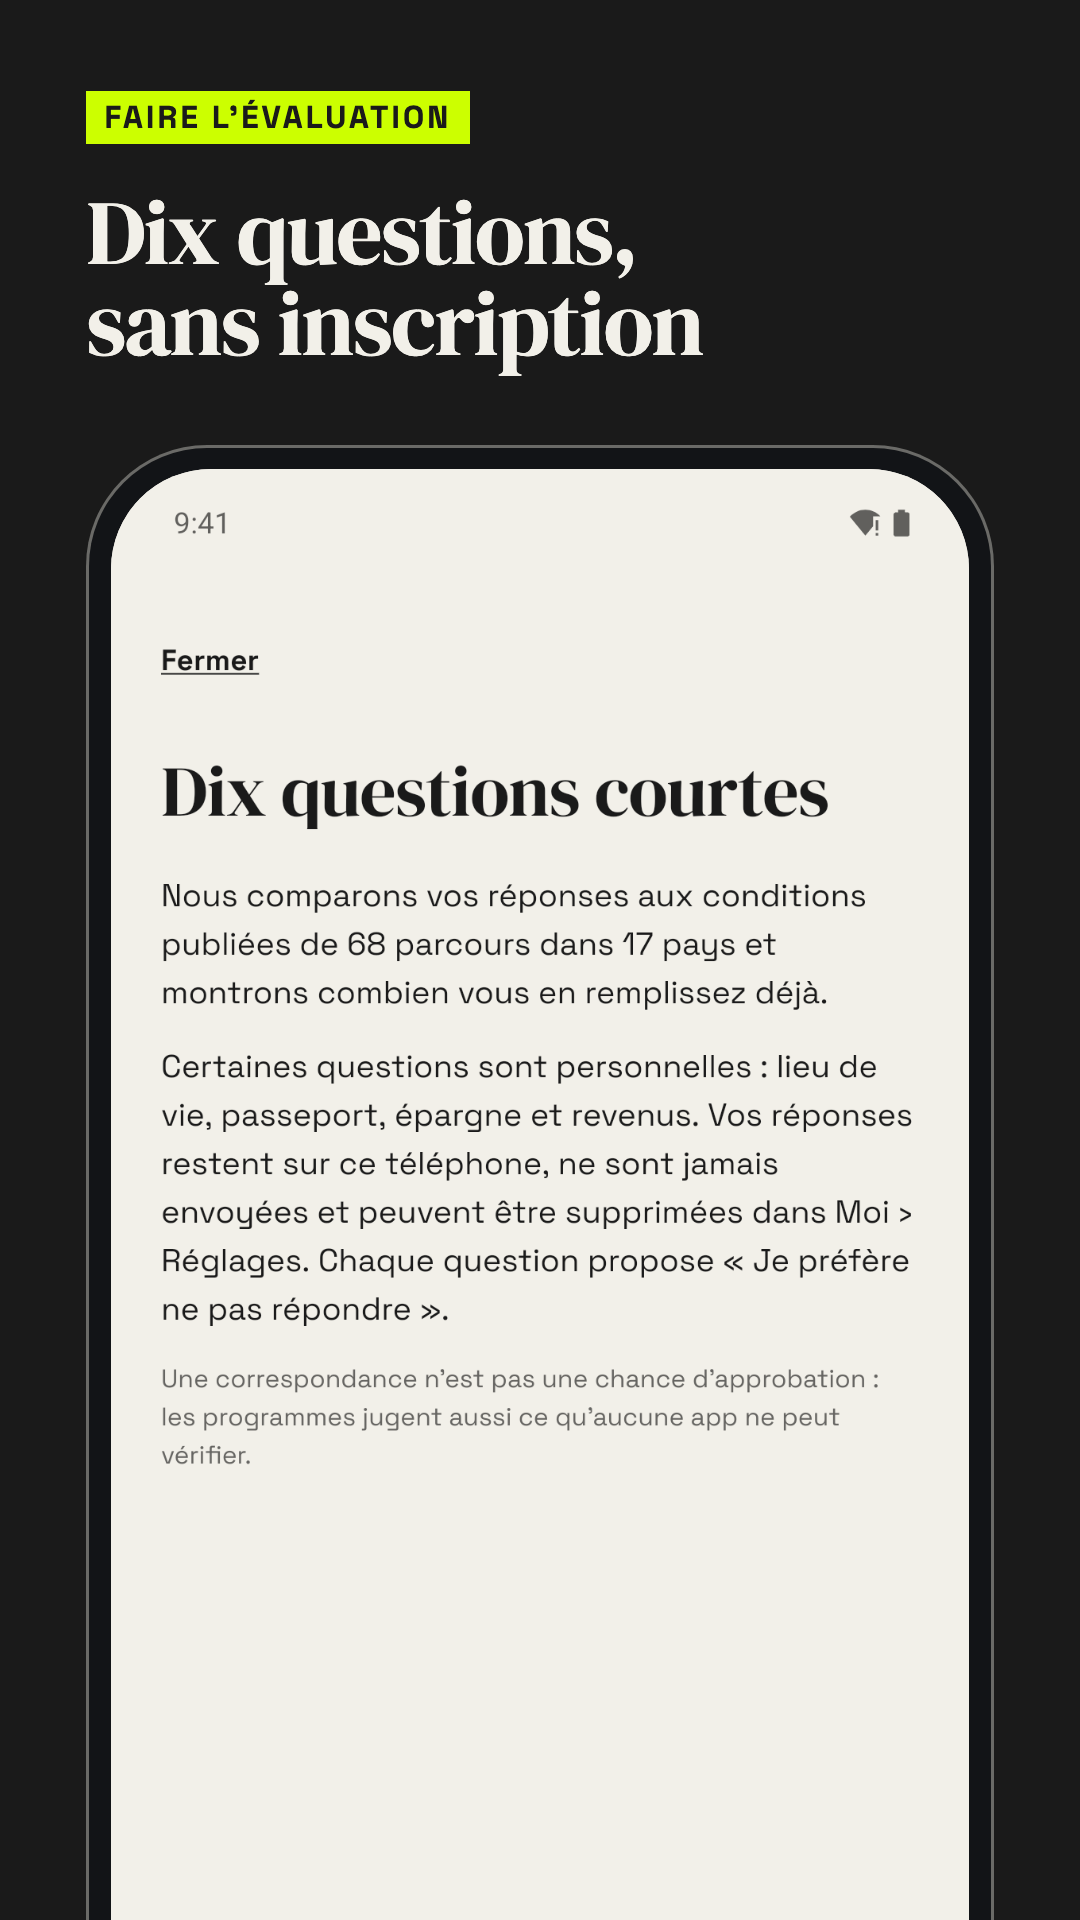 FAIRE L’ÉVALUATION
Dix questions,
sans inscription
9:41
Fermer
Dix questions courtes
Nous comparons vos réponses aux conditions
publiées de 68 parcours dans 17 pays et
montrons combien vous en remplissez déjà.
Certaines questions sont personnelles : lieu de
vie, passeport, épargne et revenus. Vos réponses
restent sur ce téléphone, ne sont jamais
envoyées et peuvent être supprimées dans Moi >
Réglages. Chaque question propose « Je préfère
ne pas répondre ».
Une correspondance n’est pas une chance d’approbation :
les programmes jugent aussi ce qu’aucune app ne peut
vérifier.